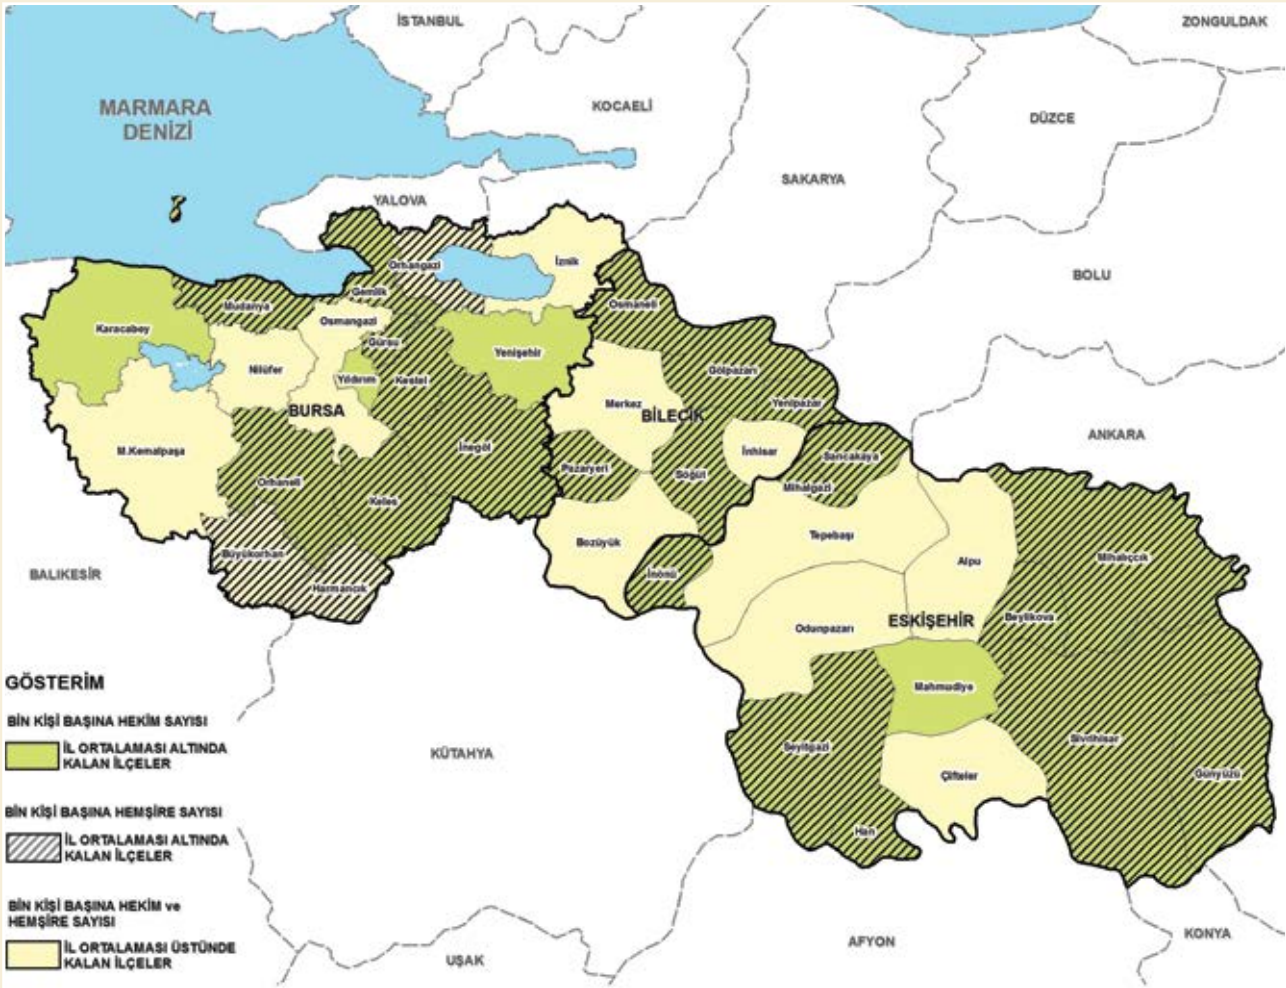 İSTANBUL
ZONGULDAK
MARMARA
DENİZİ
KOCAELİ
DÜZCE
SAKARYA
YALOVA
BOLU
Orhangazi
İznik
Gemlik
Mudanya
Osmaneli
Karacabey
Osmangazi
Gürsu
Yenişehir
Nilüfer
Yıldırım
Kestel
Gölpazarı
Yenipazar
Merkez
BİLECİK
BURSA
ANKARA
M.Kemalpaşa
İnegöl
İnhisar
Sarıcakaya
Pazaryeri
Söğüt
Mihalgazi
Orhaneli
Keles
Tepebaşı
Bozüyük
Büyükorhan
Alpu
Mihalıççık
BALIKESİR
İnönü
Harmancık
Beylikova
Odunpazarı
ESKİŞEHİR
GÖSTERİM
Mahmudiye
BİN KİŞİ BAŞINA HEKİM SAYISI
İL ORTALAMASI ALTINDA
KALAN İLÇELER
Seyitgazi
Sivrihisar
KÜTAHYA
Çifteler
Günyüzü
BİN KİŞİ BAŞINA HEMŞİRE SAYISI
İL ORTALAMASI ALTINDA
KALAN İLÇELER
Han
BİN KİŞİ BAŞINA HEKİM ve
HEMŞİRE SAYISI
İL ORTALAMASI ÜSTÜNDE
KALAN İLÇELER
UŞAK
AFYON
KONYA